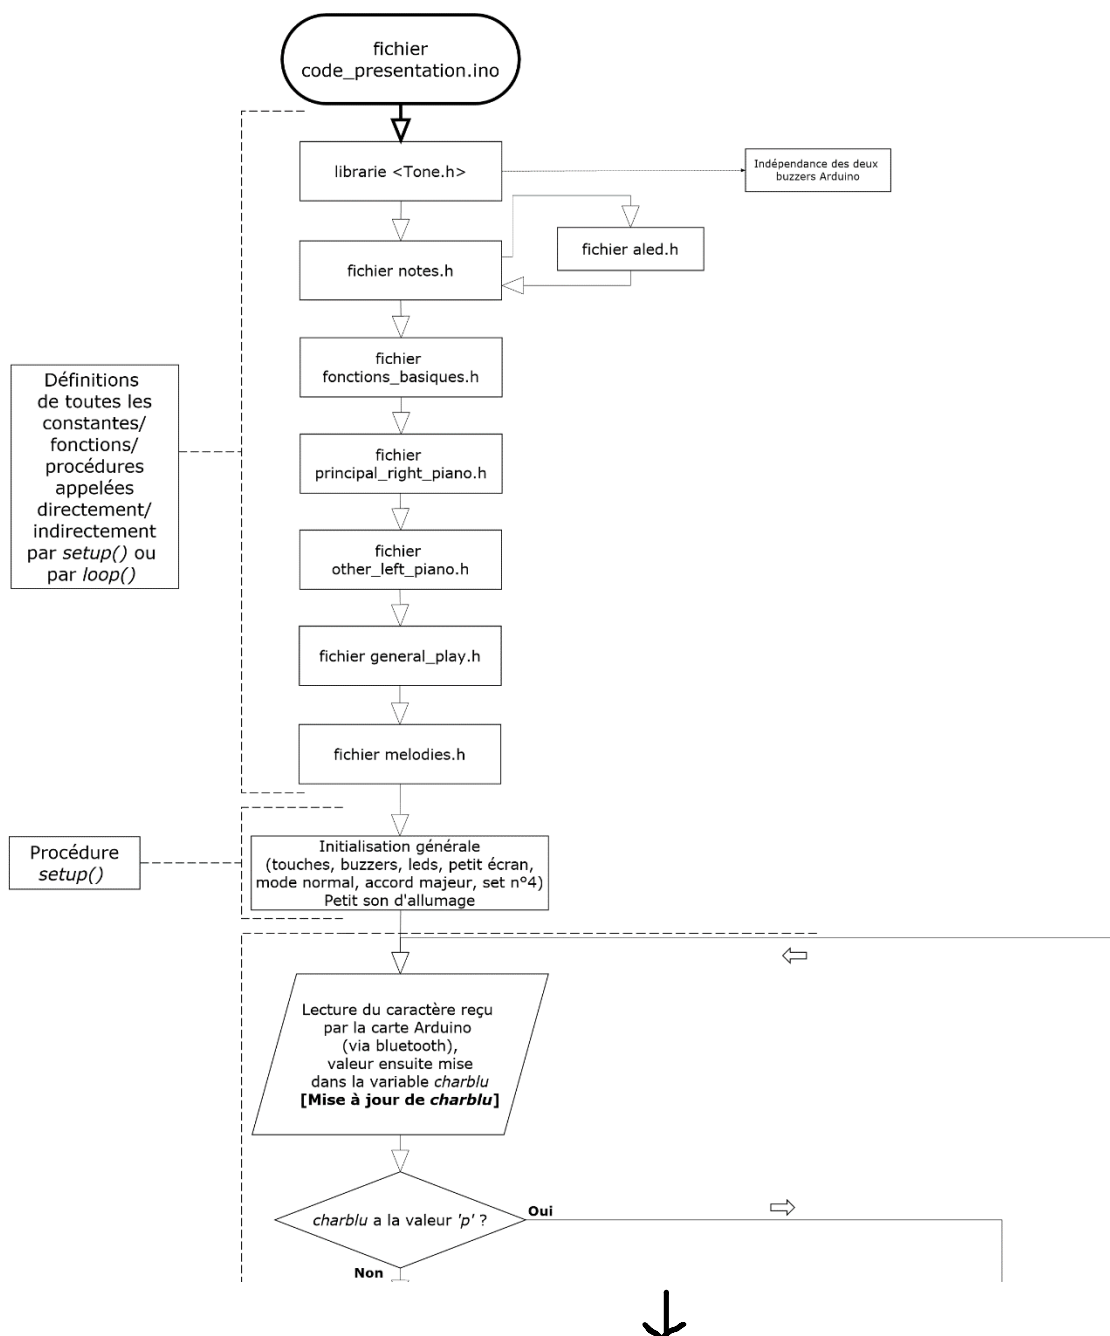 fichier
code_presentation.ino
librarie <Tone.h>
Indépendance des deux
buzzers Arduino
fichier aled.h
fichier notes.h
fichier
fonctions_basiques.h
Définitions
de toutes les
constantes/
fonctions/
procédures
appelées
directement/
indirectement
par setup() ou
par loop()
fichier
principal_right_piano.h
fichier
other_left_piano.h
fichier general_play.h
fichier melodies.h
Procédure
setup()
Initialisation générale
(touches, buzzers, leds, petit écran,
mode normal, accord majeur, set n°4)
Petit son d'allumage
Lecture du caractère reçu
par la carte Arduino
(via bluetooth),
valeur ensuite mise
dans la variable charblu
[Mise à jour de charblu]
charblu a la valeur 'p' ?
Oui
Non